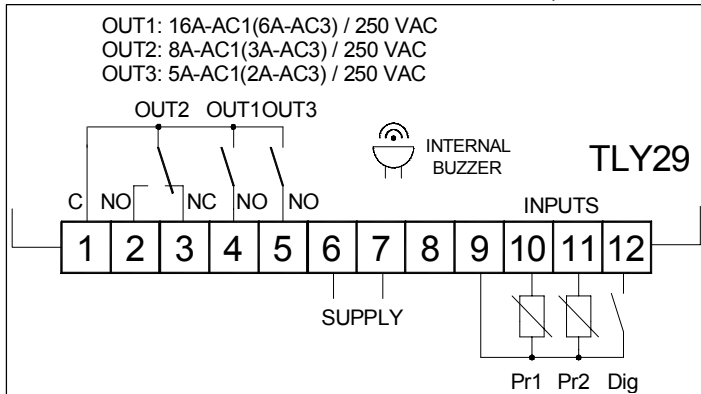 OUT1: 16A-AC1(6A-AC3) / 250 VAC
OUT2: 8A-AC1(3A-AC3) / 250 VAC
OUT3: 5A-AC1(2A-AC3) / 250 VAC
OUT2 OUT1OUT3
INTERNAL
BUZZER
TLY29
C NO NC NO NO INPUTS
1 2 3 4 5 6 7 8 9 10 11 12
SUPPLY
Pr1 Pr2 Dig